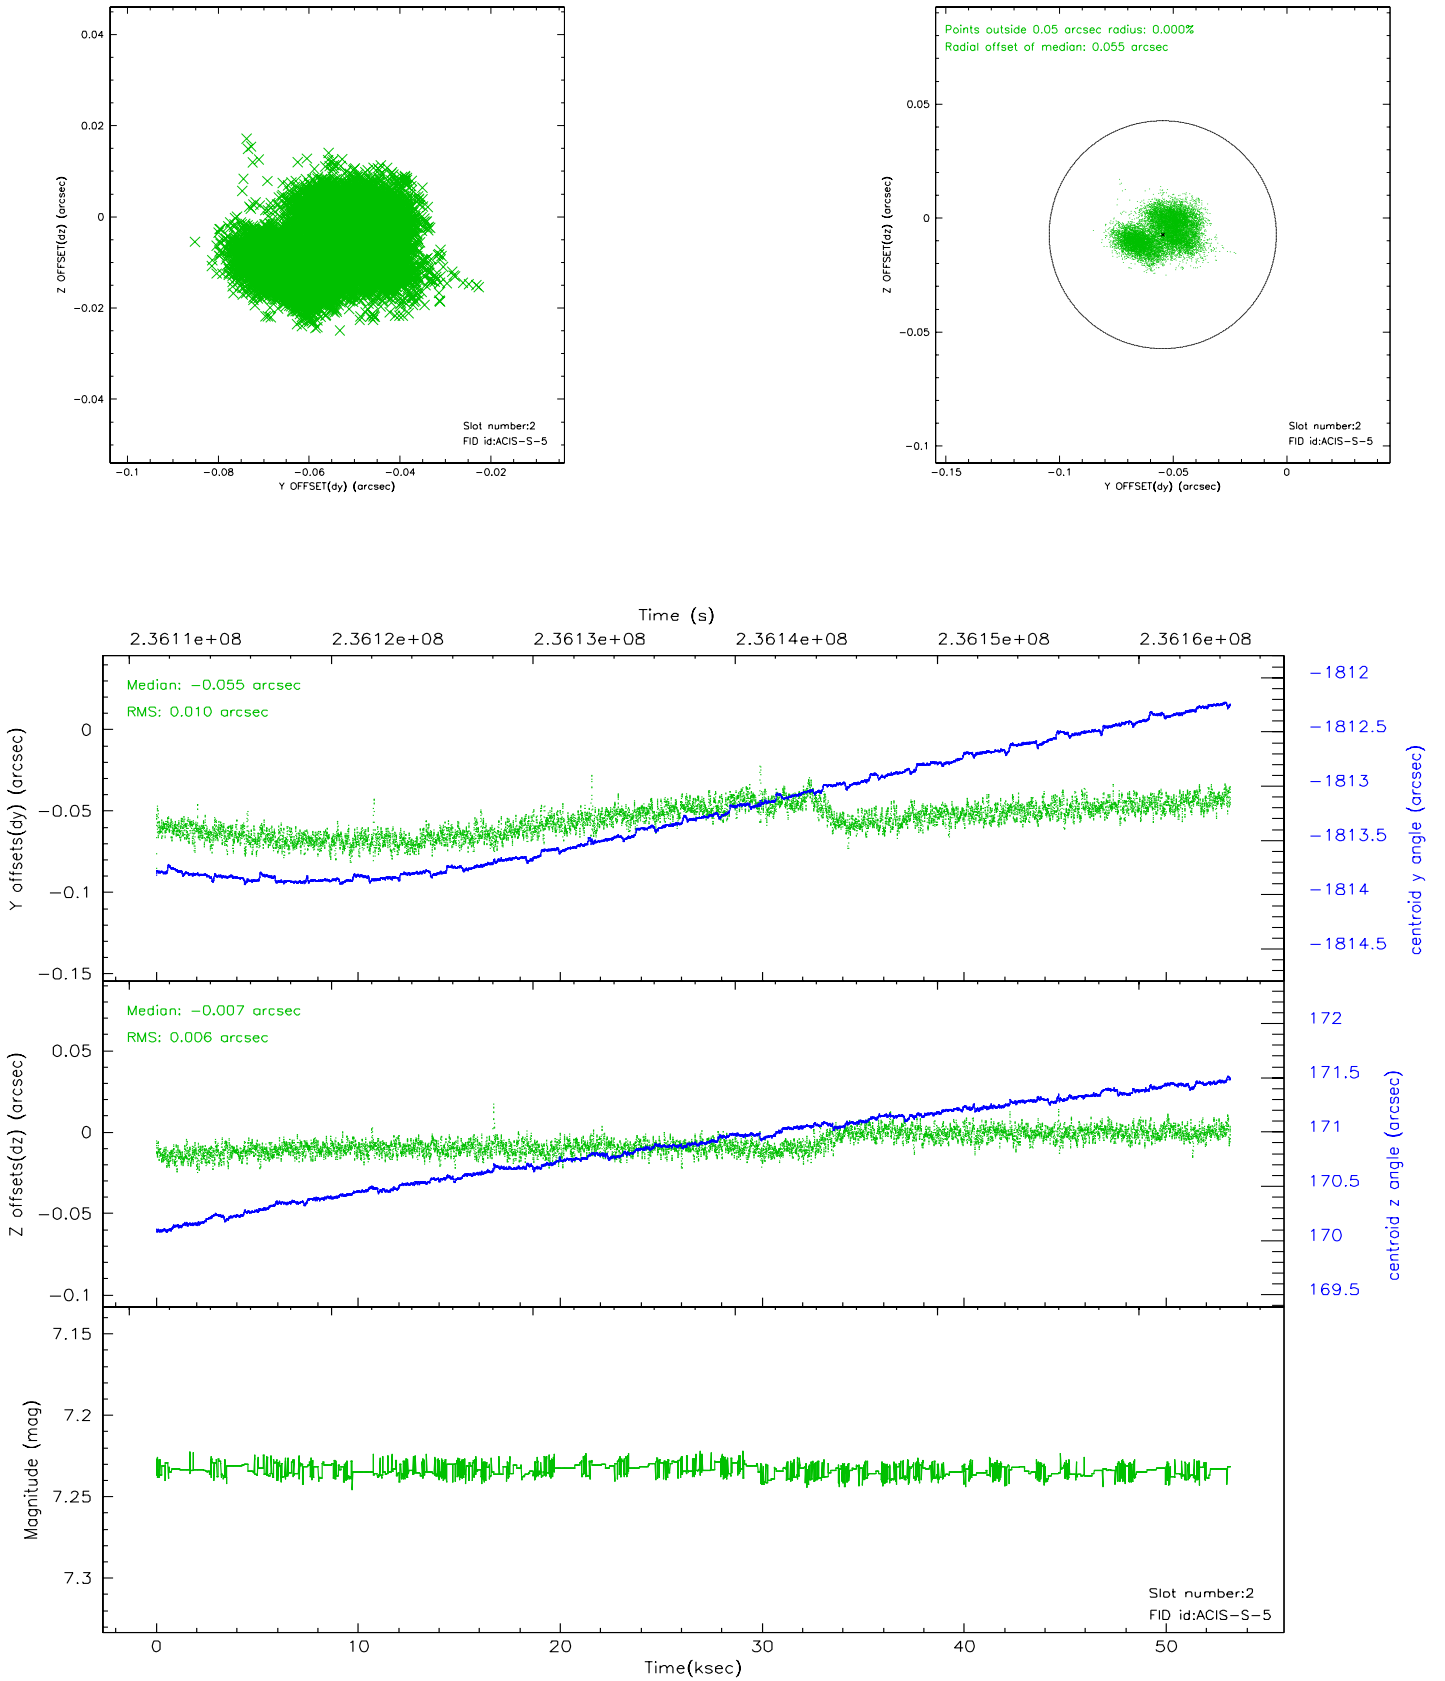 0.04
0.02
0
-0.02
-0.04
Z OFFSET(dz) (arcsec)
Slot number:2
FID id:ACIS-S-5
-0.1 -0.08 -0.06 -0.04 -0.02
Y OFFSET(dy) (arcsec)
Points outside 0.05 arcsec radius: 0.000%
Radial offset of median: 0.055 arcsec
0.05
0
-0.05
-0.1
Z OFFSET(dz) (arcsec)
Slot number:2
FID id:ACIS-S-5
-0.15 -0.1 -0.05 0
Y OFFSET(dy) (arcsec)
Time (s)
2.3611e+08 2.3612e+08 2.3613e+08 2.3614e+08 2.3615e+08 2.3616e+08
Median: -0.055 arcsec
RMS: 0.010 arcsec
0
-0.05
-0.1
-0.15
Y offsets(dy) (arcsec)
-1812
-1812.5
-1813
-1813.5
-1814
-1814.5
centroid y angle (arcsec)
Median: -0.007 arcsec
RMS: 0.006 arcsec
0.05
0
-0.05
-0.1
Z offsets(dz) (arcsec)
172
171.5
171
170.5
170
169.5
centroid z angle (arcsec)
7.15
7.2
7.25
7.3
Magnitude (mag)
Slot number:2
FID id:ACIS-S-5
0 10 20 30 40 50
Time(ksec)